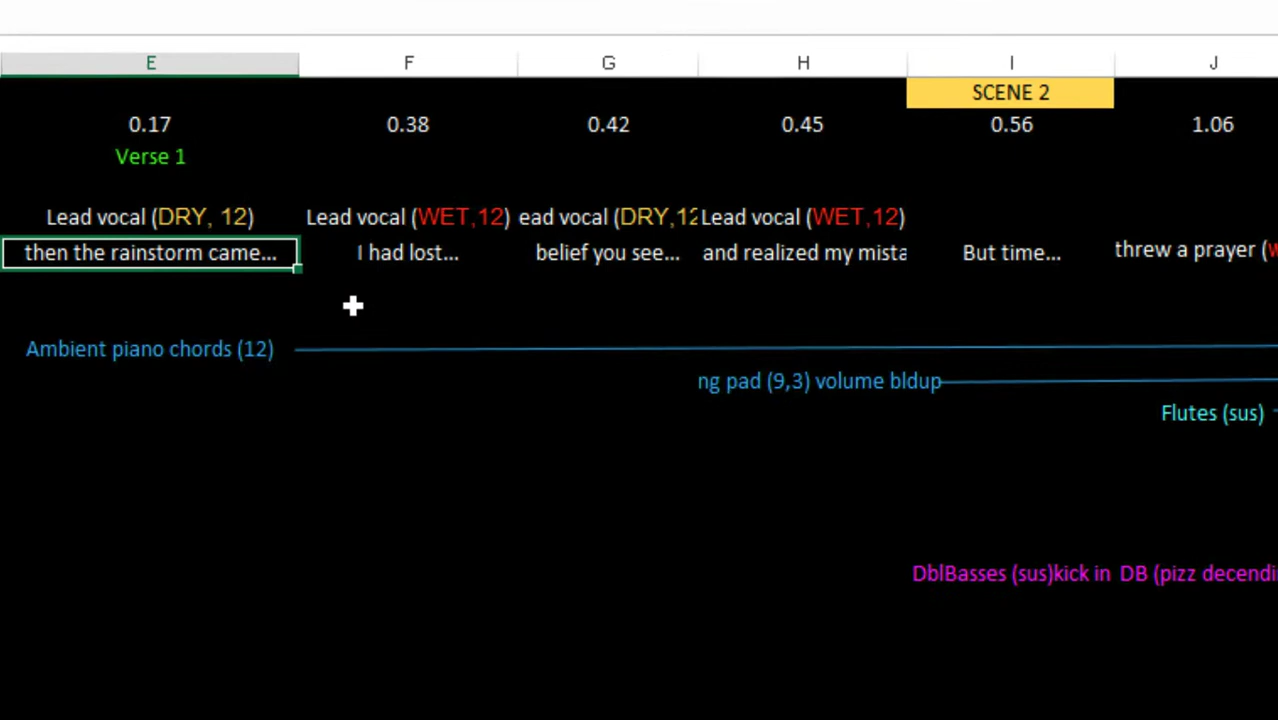 E F G H I J
SCENE 2
0.17 0.38 0.42 0.45 0.56 1.06
Verse 1
Lead vocal (DRY, 12) Lead vocal (WET,12) ead vocal (DRY,12 Lead vocal (WET,12)
then the rainstorm came... I had lost... belief you see... and realized my mista But time... threw a prayer (
Ambient piano chords (12)
ng pad (9,3) volume bldup
Flutes (sus)
DblBasses (sus)kick in DB (pizz decendi